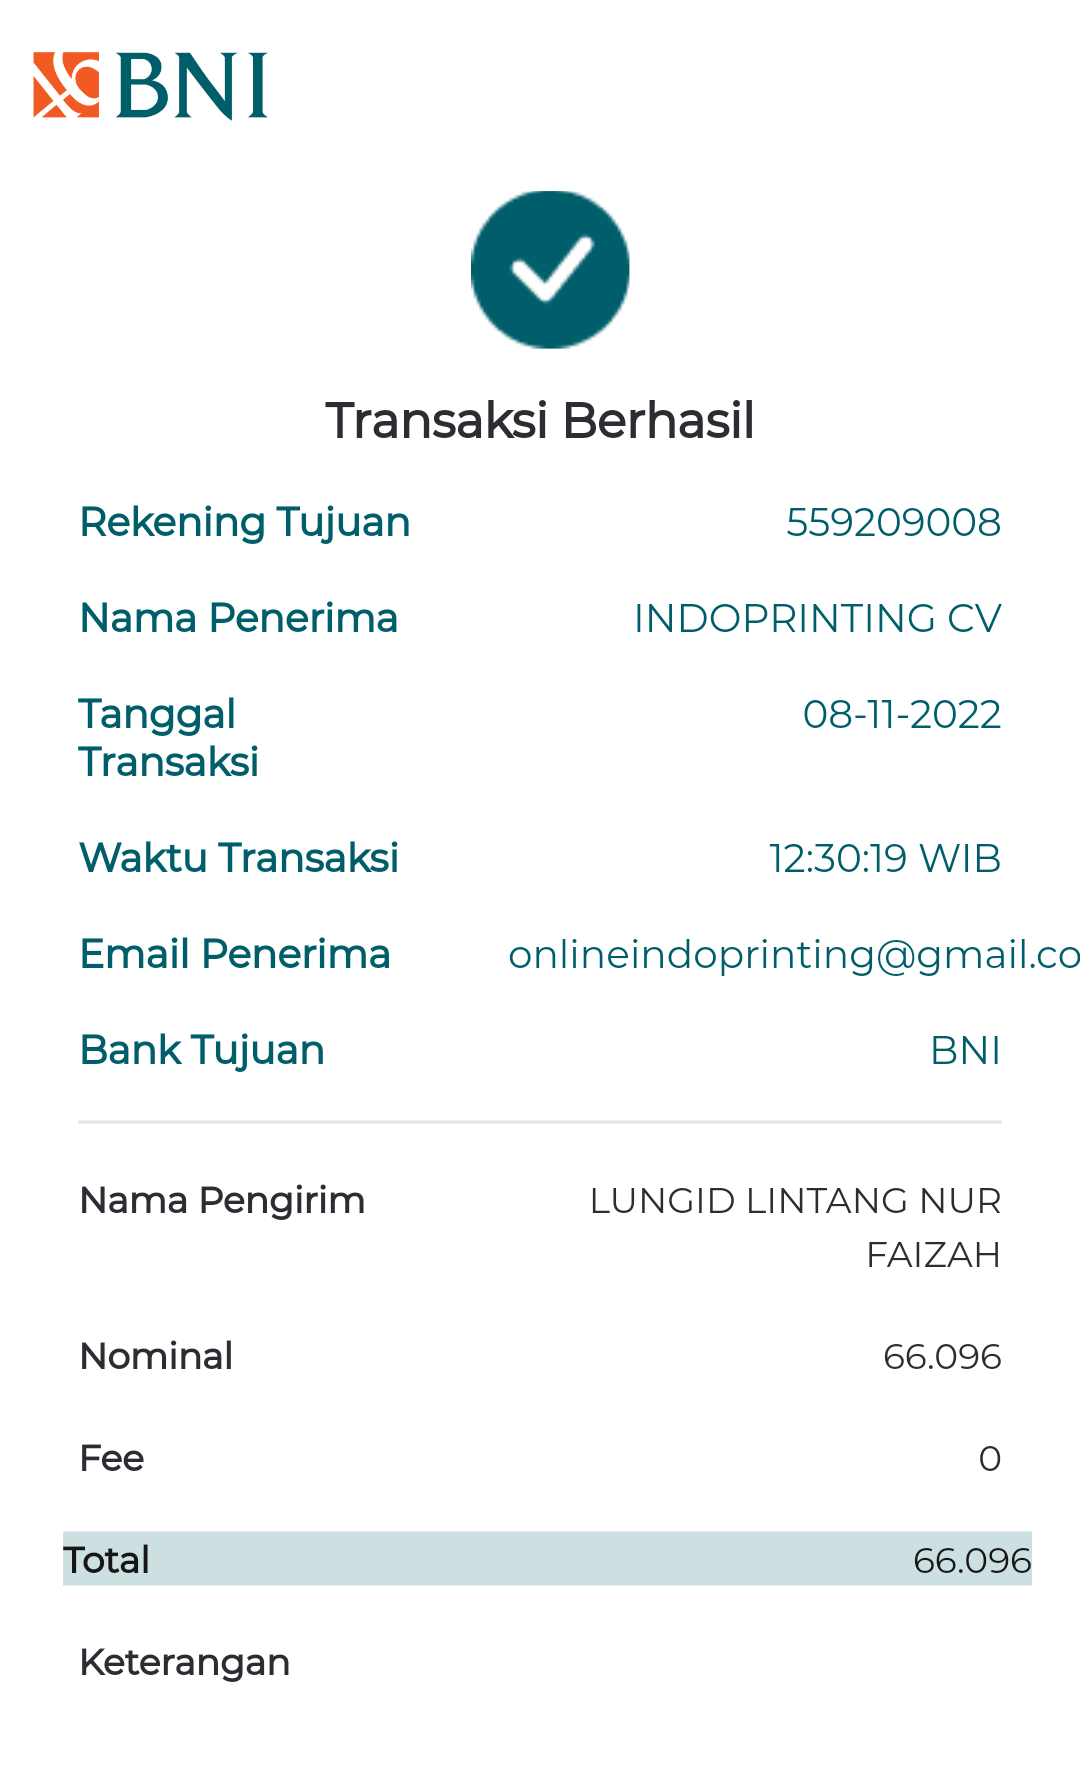 BNI
Transaksi Berhasil
Rekening Tujuan 559209008
Nama Penerima INDOPRINTING CV
Tanggal 08-11-2022
Transaksi
Waktu Transaksi 12:30:19 WIB
Email Penerima onlineindoprinting@gmail.co
Bank Tujuan BNI
Nama Pengirim LUNGID LINTANG NUR
FAIZAH
Nominal 66.096
Fee 0
Total 66.096
Keterangan